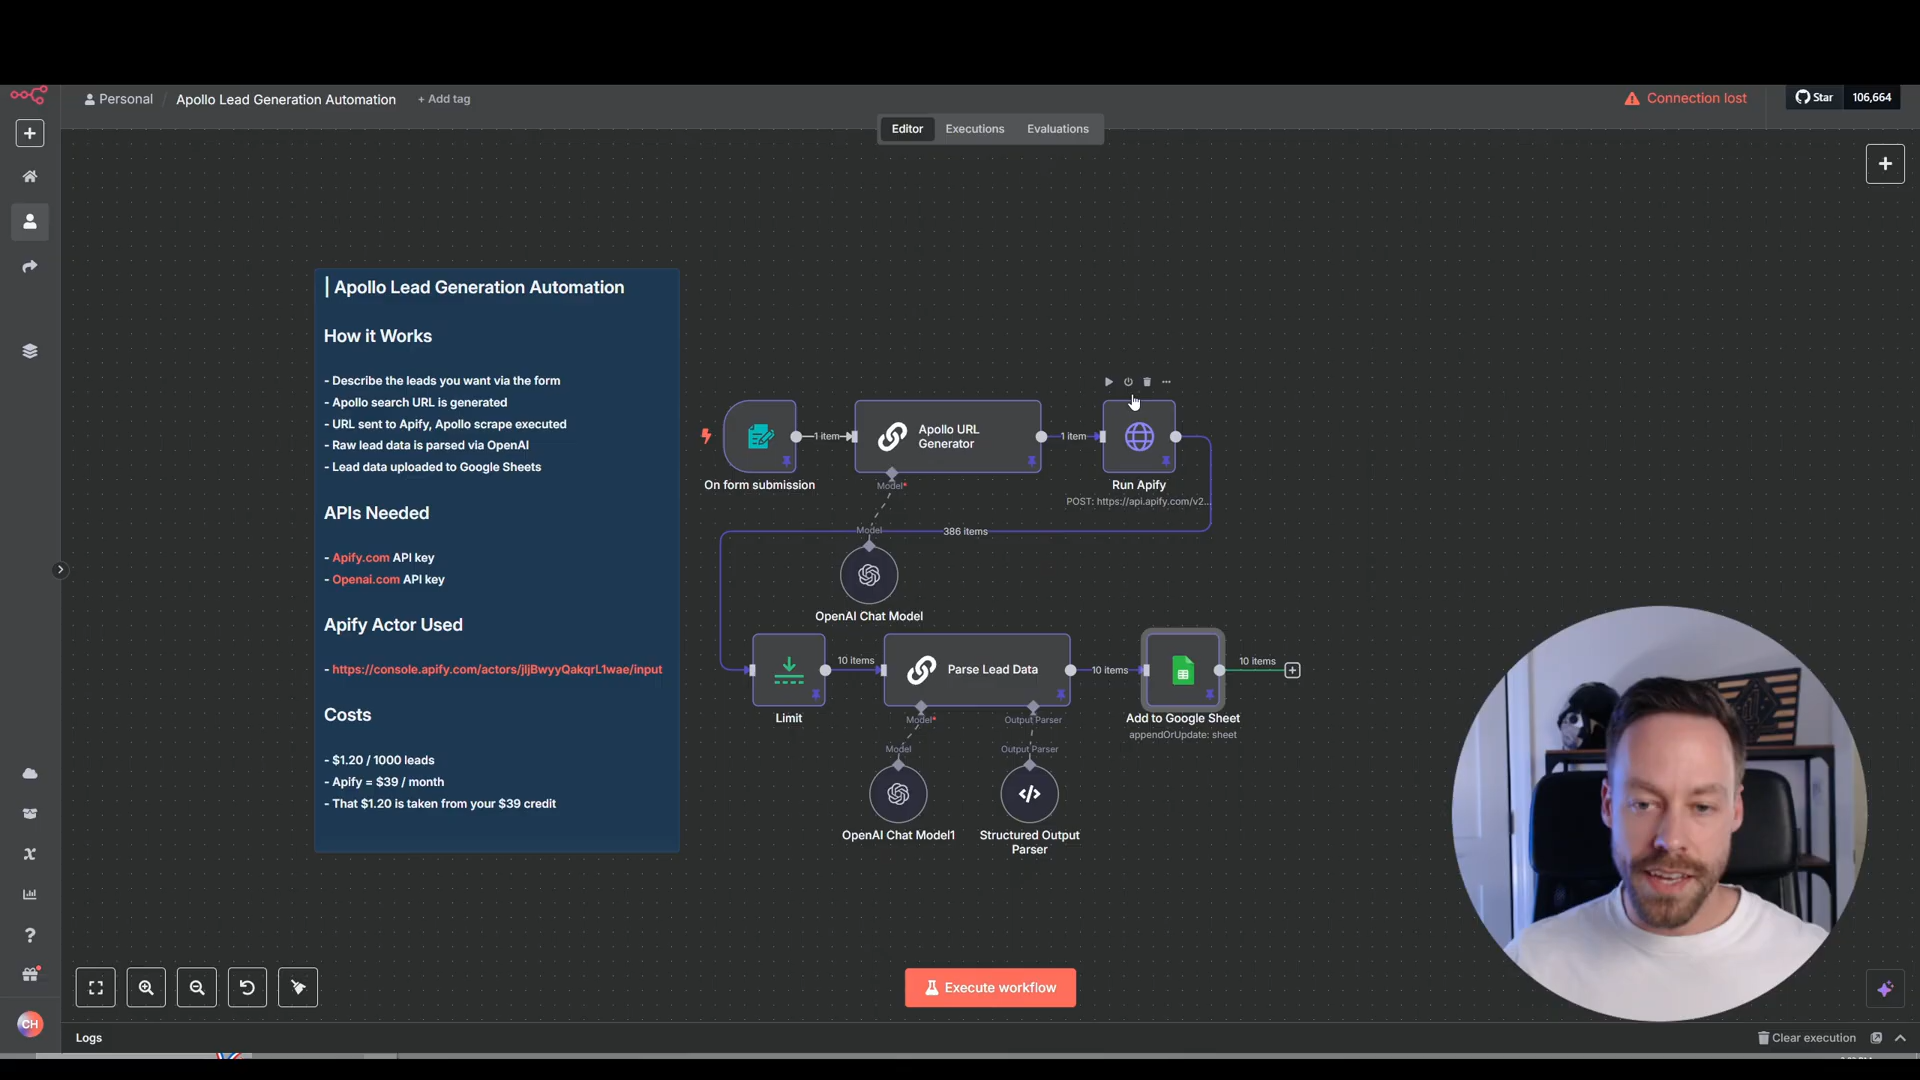 Personal / Apollo Lead Generation Automation + Add tag
Connection lost
Star 106,664
Editor Executions Evaluations
Apollo Lead Generation Automation
How it Works
- Describe the leads you want via the form
- Apollo search URL is generated
- URL sent to Apify, Apollo scrape executed
- Raw lead data is parsed via OpenAI
- Lead data uploaded to Google Sheets
APIs Needed
- Apify.com API key
- Openai.com API key
Apify Actor Used
- https://console.apify.com/actors/jljBwyyQakqrL1wae/input
Costs
- $1.20 / 1000 leads
- Apify = $39 / month
- That $1.20 is taken from your $39 credit
On form submission
1 item
Apollo URL
Generator
Model*
1 item
Run Apify
POST: https://api.apify.com/v2...
386 items
Model
OpenAI Chat Model
Limit
10 items
Parse Lead Data
Model*
Output Parser
10 items
Add to Google Sheet
appendOrUpdate: sheet
10 items
Model
OpenAI Chat Model1
Output Parser
Structured Output
Parser
Execute workflow
CH
Logs
Clear execution